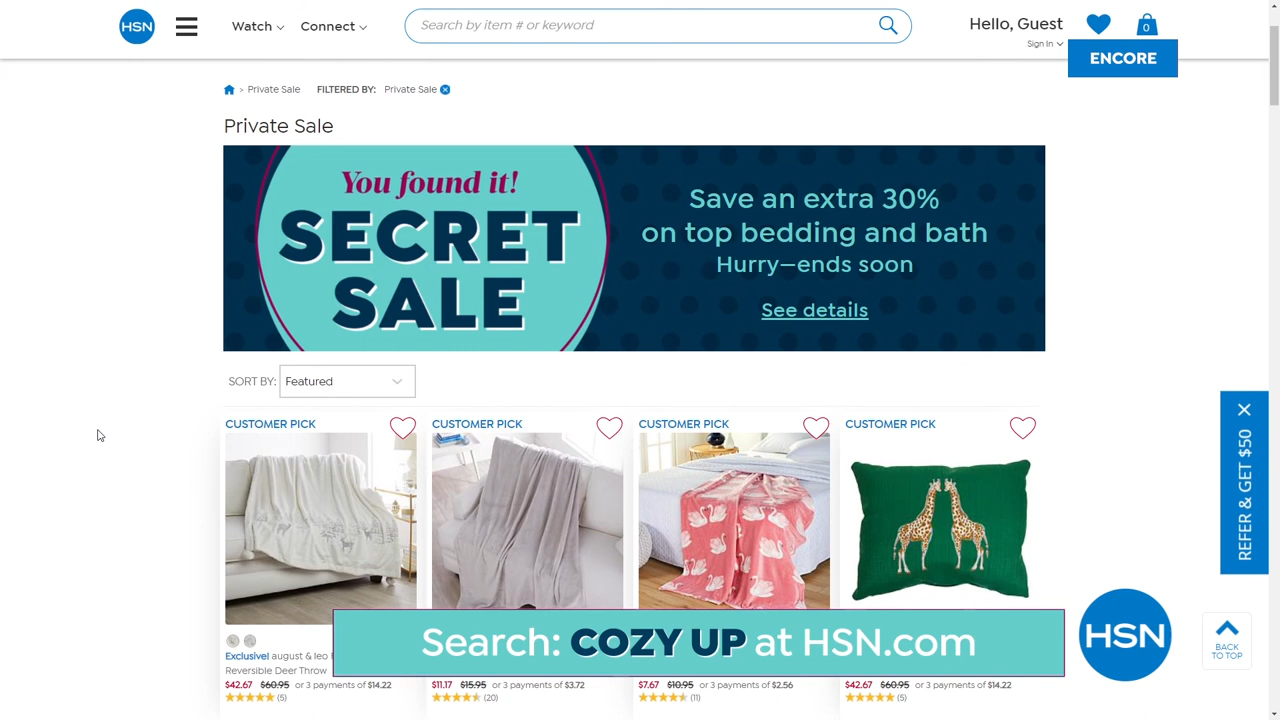 HSN
Watch
Connect
Search by item # or keyword
Hello, Guest
Sign In
0
ENCORE
> Private Sale
FILTERED BY: Private Sale
Private Sale
You found it!
SECRET
SALE
Save an extra 30%
on top bedding and bath
Hurry—ends soon
See details
SORT BY: Featured
CUSTOMER PICK
CUSTOMER PICK
CUSTOMER PICK
CUSTOMER PICK
REFER & GET $50
Search: COZY UP at HSN.com
HSN
BACK
TO TOP
Exclusive! august & leo
Reversible Deer Throw
$42.67 $60.95 or 3 payments of $14.22
(5)
$11.17 $15.95 or 3 payments of $3.72
(20)
$7.67 $10.95 or 3 payments of $2.56
(11)
$42.67 $60.95 or 3 payments of $14.22
(5)